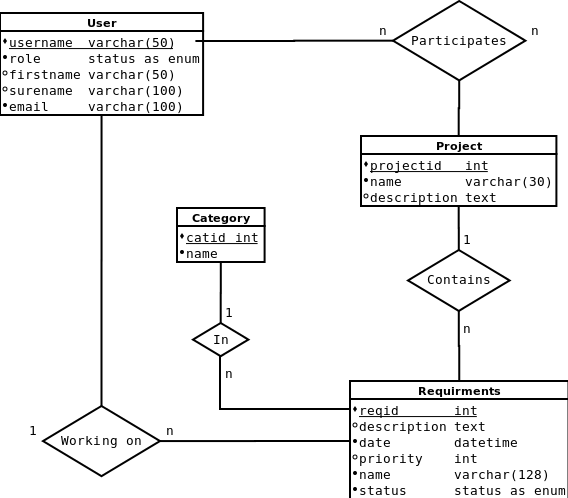 User
username varchar(50)
role status as enum
firstname varchar(50)
surename varchar(100)
email varchar(100)
n
Participates
n
Project
projectid int
name varchar(30)
description text
Category
catid int
name
1
Contains
n
1
In
n
1
Working on
n
Requirments
reqid int
description text
date datetime
priority int
name varchar(128)
status status as enum